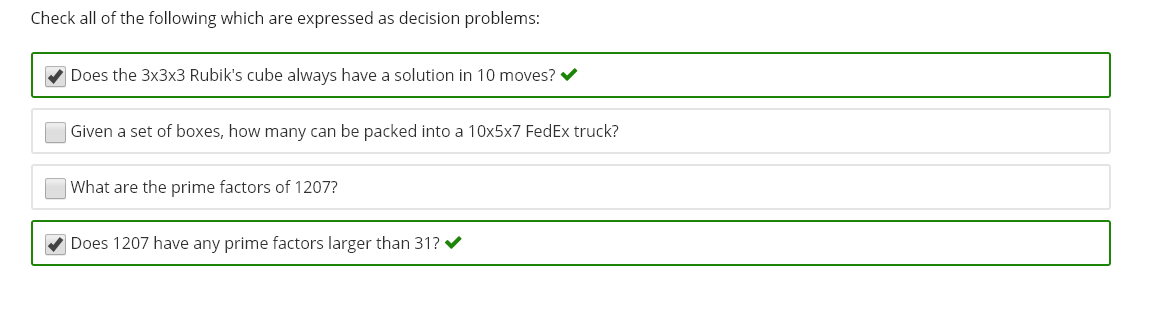 Check all of the following which are expressed as decision problems:
Does the 3x3x3 Rubik's cube always have a solution in 10 moves?
Given a set of boxes, how many can be packed into a 10x5x7 FedEx truck?
What are the prime factors of 1207?
Does 1207 have any prime factors larger than 31?